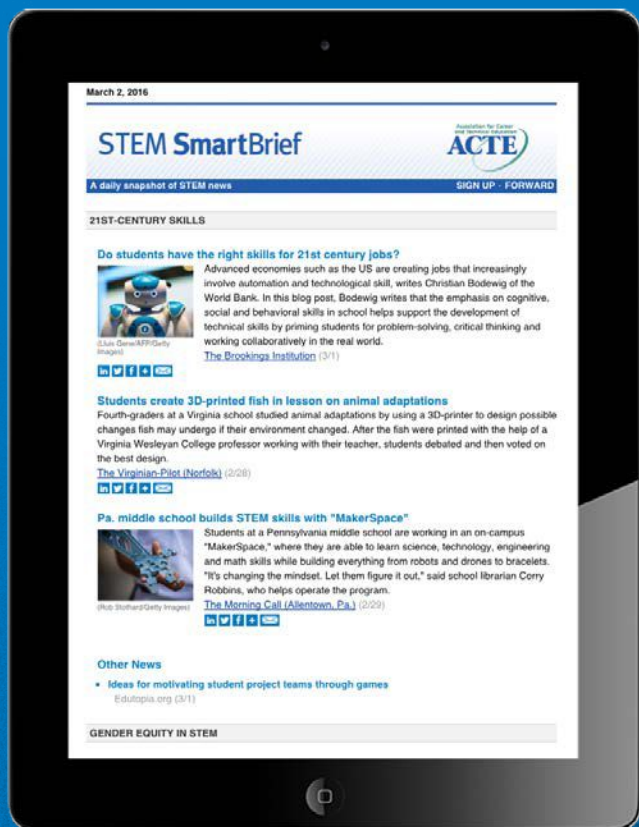 March 2, 2016
STEM SmartBrief
Association for Career
and Technical Education
ACTE
A daily snapshot of STEM news
SIGN UP - FORWARD
21ST-CENTURY SKILLS
Do students have the right skills for 21st century jobs?
Advanced economies such as the US are creating jobs that increasingly
involve automation and technological skill, writes Christian Bodewig of the
World Bank. In this blog post, Bodewig writes that the emphasis on cognitive,
social and behavioral skills in school helps support the development of
technical skills by priming students for problem-solving, critical thinking and
working collaboratively in the real world.
The Brookings Institution (3/1)
(Lluis Gene/AFP/Getty
Images)
Students create 3D-printed fish in lesson on animal adaptations
Fourth-graders at a Virginia school studied animal adaptations by using a 3D-printer to design possible
changes fish may undergo if their environment changed. After the fish were printed with the help of a
Virginia Wesleyan College professor working with their teacher, students debated and then voted on
the best design.
The Virginian-Pilot (Norfolk) (2/28)
Pa. middle school builds STEM skills with "MakerSpace"
Students at a Pennsylvania middle school are working in an on-campus
"MakerSpace," where they are able to learn science, technology, engineering
and math skills while building everything from robots and drones to bracelets.
"It's changing the mindset. Let them figure it out," said school librarian Corry
Robbins, who helps operate the program.
The Morning Call (Allentown, Pa.) (2/29)
(Rob Stothard/Getty Images)
Other News
• Ideas for motivating student project teams through games
Edutopia.org (3/1)
GENDER EQUITY IN STEM